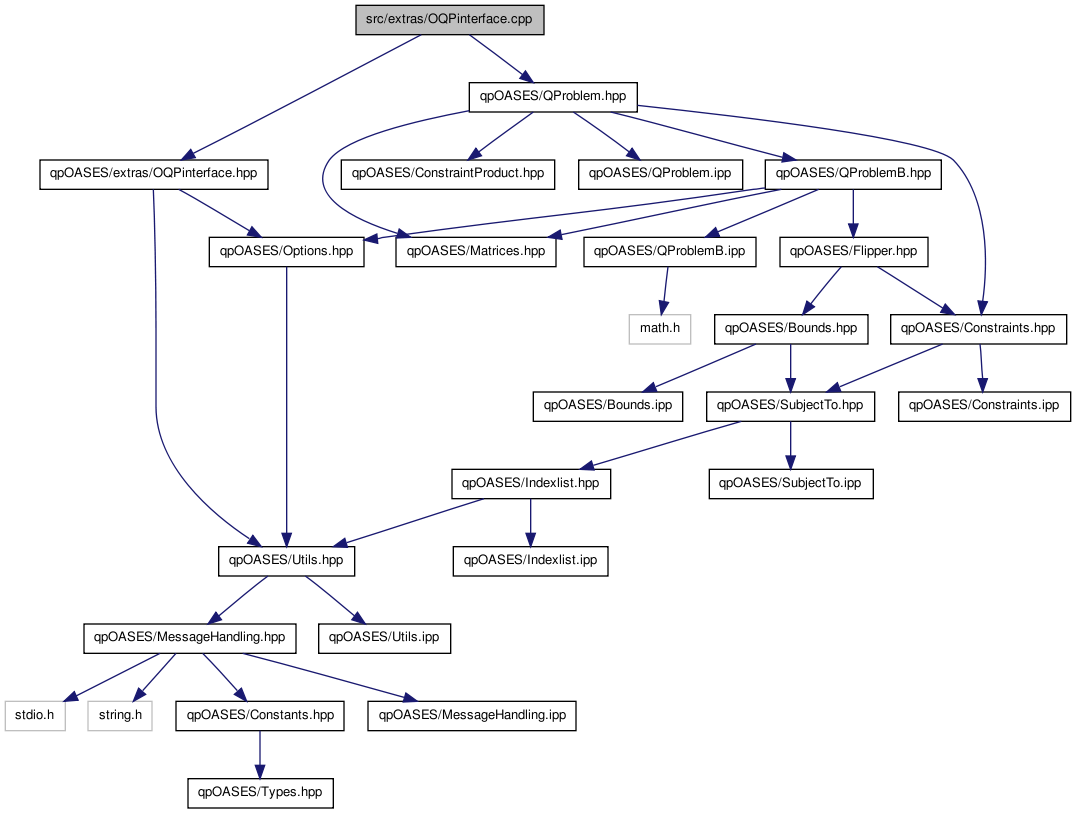 src/extras/OQPinterface.cpp
qpOASES/QProblem.hpp
qpOASES/extras/OQPinterface.hpp
qpOASES/ConstraintProduct.hpp
qpOASES/QProblem.ipp
qpOASES/QProblemB.hpp
qpOASES/Options.hpp
qpOASES/Matrices.hpp
qpOASES/QProblemB.ipp
qpOASES/Flipper.hpp
math.h
qpOASES/Bounds.hpp
qpOASES/Constraints.hpp
qpOASES/Bounds.ipp
qpOASES/SubjectTo.hpp
qpOASES/Constraints.ipp
qpOASES/Indexlist.hpp
qpOASES/SubjectTo.ipp
qpOASES/Utils.hpp
qpOASES/Indexlist.ipp
qpOASES/MessageHandling.hpp
qpOASES/Utils.ipp
stdio.h
string.h
qpOASES/Constants.hpp
qpOASES/MessageHandling.ipp
qpOASES/Types.hpp